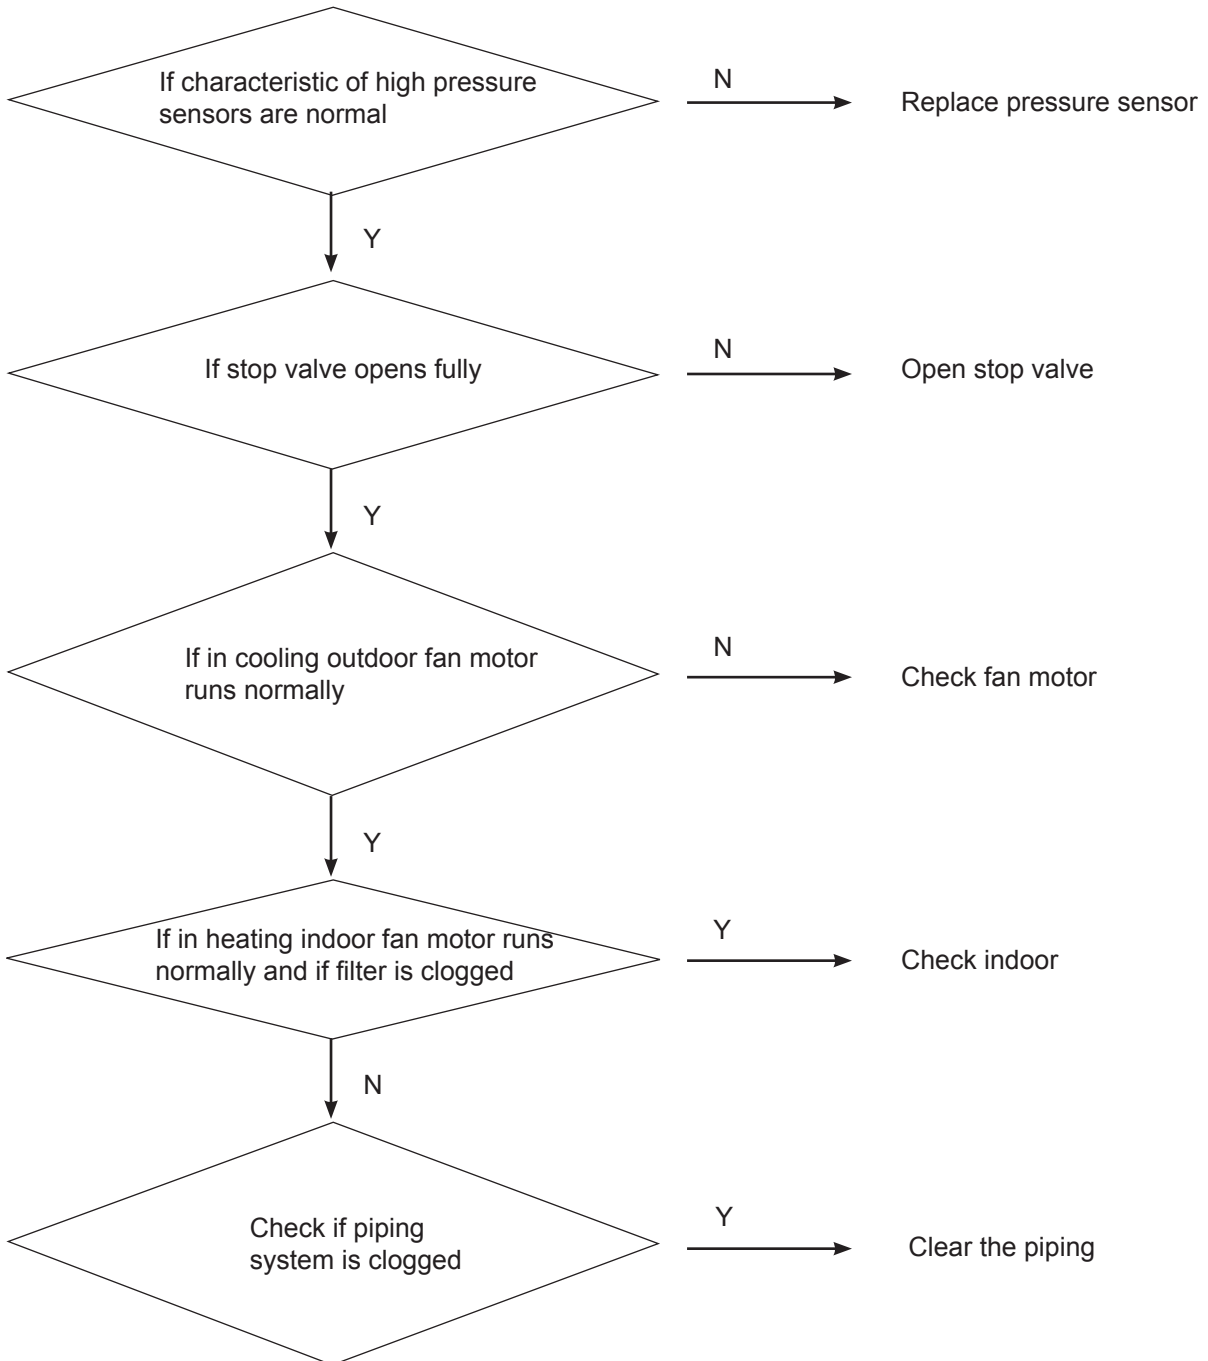 If characteristic of high pressure
sensors are normal
N
Replace pressure sensor
Y
If stop valve opens fully
N
Open stop valve
Y
If in cooling outdoor fan motor
runs normally
N
Check fan motor
Y
If in heating indoor fan motor runs
normally and if filter is clogged
Y
Check indoor
N
Check if piping
system is clogged
Y
Clear the piping